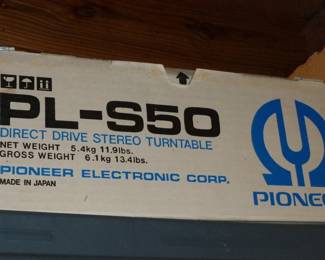 PL-S50
DIRECT DRIVE STEREO TURNTABLE
NET WEIGHT 5.4kg 11.9lbs.
GROSS WEIGHT 6.1kg 13.4lbs.
PIONEER ELECTRONIC CORP.
MADE IN JAPAN
PIONEE